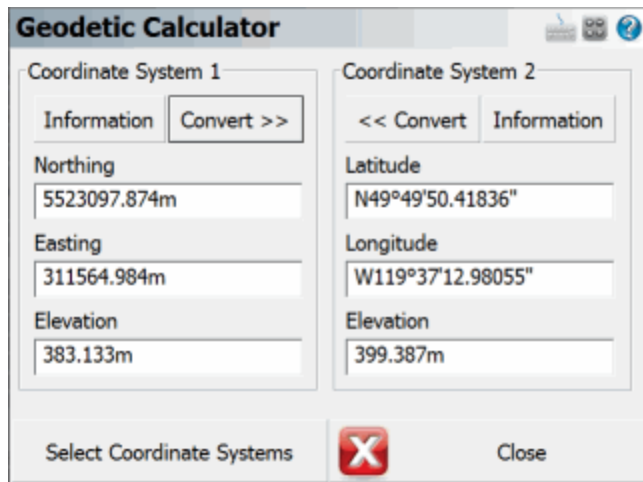 Geodetic Calculator
Coordinate System 1
Information
Convert >>
Northing
5523097.874m
Easting
311564.984m
Elevation
383.133m
Coordinate System 2
<< Convert
Information
Latitude
N49°49'50.41836"
Longitude
W119°37'12.98055"
Elevation
399.387m
Select Coordinate Systems
Close